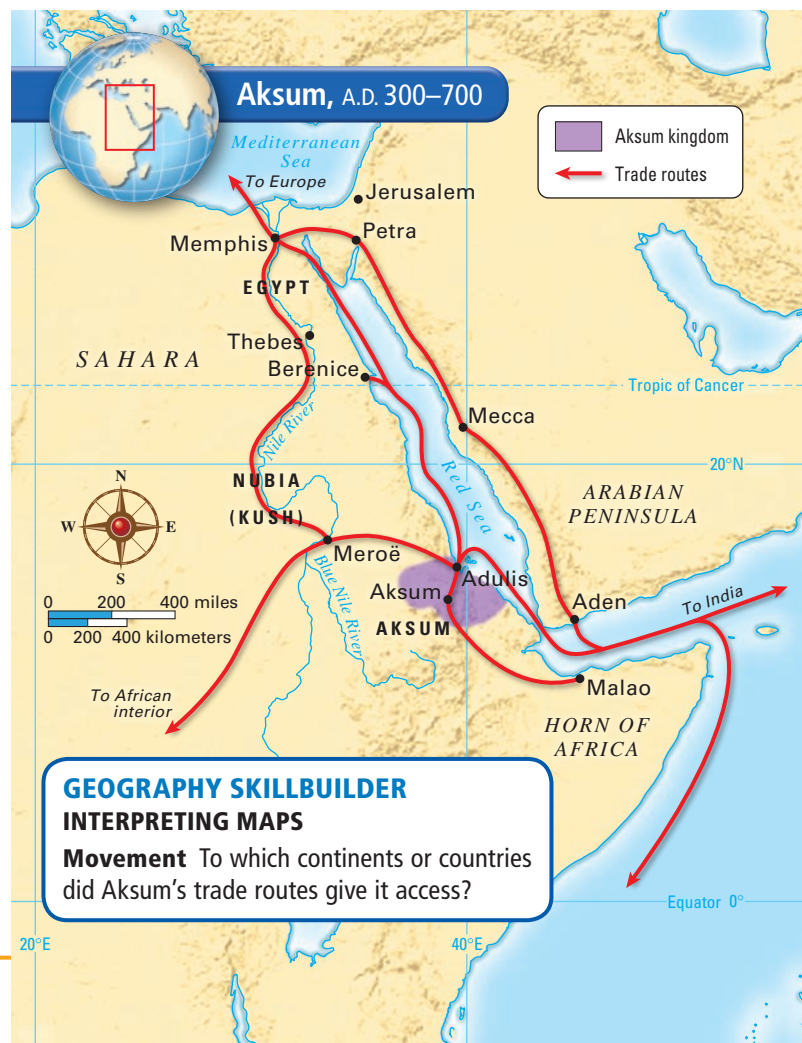 Aksum, A.D. 300–700
Aksum kingdom
Trade routes
Mediterranean
Sea
To Europe
Jerusalem
Memphis
Petra
EGYPT
Thebes
SAHARA
Berenice
Tropic of Cancer
Mecca
Nile River
20°N
Red Sea
NUBIA
(KUSH)
ARABIAN
PENINSULA
N
W
E
S
Meroë
Blue Nile River
Adulis
Aksum
AKSUM
Aden
To India
0 200 400 miles
0 200 400 kilometers
Malao
To African
interior
HORN OF
AFRICA
GEOGRAPHY SKILLBUILDER
INTERPRETING MAPS
Movement To which continents or countries
did Aksum’s trade routes give it access?
Equator 0°
20°E
40°E